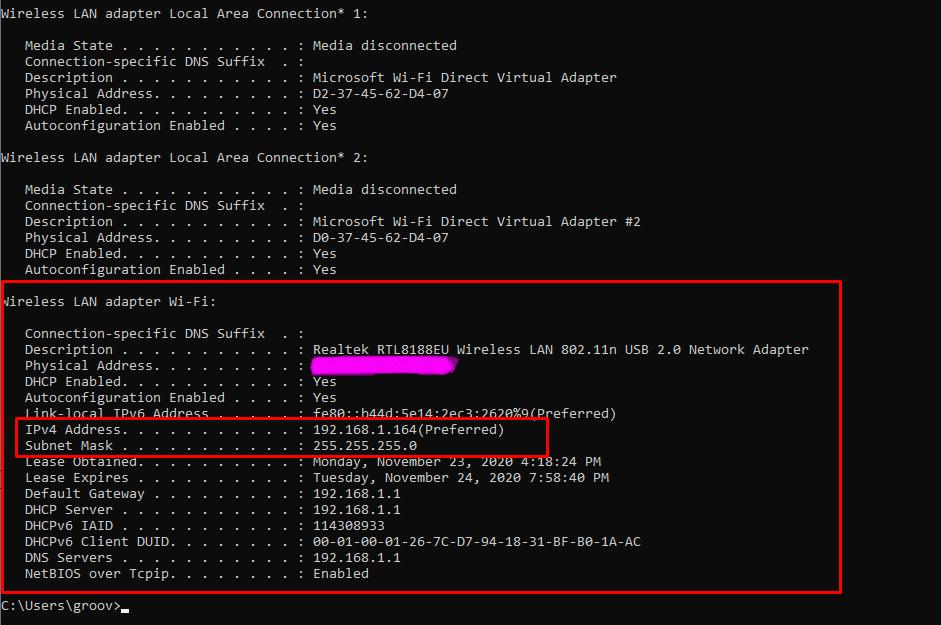 Wireless LAN adapter Local Area Connection* 1:
Media State . . . . . . . . . . . : Media disconnected
Connection-specific DNS Suffix . :
Description . . . . . . . . . . . : Microsoft Wi-Fi Direct Virtual Adapter
Physical Address. . . . . . . . . : D2-37-45-62-D4-07
DHCP Enabled. . . . . . . . . . . : Yes
Autoconfiguration Enabled . . . . : Yes
Wireless LAN adapter Local Area Connection* 2:
Media State . . . . . . . . . . . : Media disconnected
Connection-specific DNS Suffix . :
Description . . . . . . . . . . . : Microsoft Wi-Fi Direct Virtual Adapter #2
Physical Address. . . . . . . . . : D0-37-45-62-D4-07
DHCP Enabled. . . . . . . . . . . : Yes
Autoconfiguration Enabled . . . . : Yes
Wireless LAN adapter Wi-Fi:
Connection-specific DNS Suffix . :
Description . . . . . . . . . . . : Realtek RTL8188EU Wireless LAN 802.11n USB 2.0 Network Adapter
Physical Address. . . . . . . . . :
DHCP Enabled. . . . . . . . . . . : Yes
Autoconfiguration Enabled . . . . : Yes
Link-local IPv6 Address . . . . . : fe80::b44d:5e14:2ec3:2620%9(Preferred)
IPv4 Address. . . . . . . . . . . : 192.168.1.164(Preferred)
Subnet Mask . . . . . . . . . . . : 255.255.255.0
Lease Obtained. . . . . . . . . . : Monday, November 23, 2020 4:18:24 PM
Lease Expires . . . . . . . . . . : Tuesday, November 24, 2020 7:58:40 PM
Default Gateway . . . . . . . . . : 192.168.1.1
DHCP Server . . . . . . . . . . . : 192.168.1.1
DHCPv6 IAID . . . . . . . . . . . : 114308933
DHCPv6 Client DUID. . . . . . . . : 00-01-00-01-26-7C-D7-94-18-31-BF-B0-1A-AC
DNS Servers . . . . . . . . . . . : 192.168.1.1
NetBIOS over Tcpip. . . . . . . . : Enabled
C:\Users\groov>